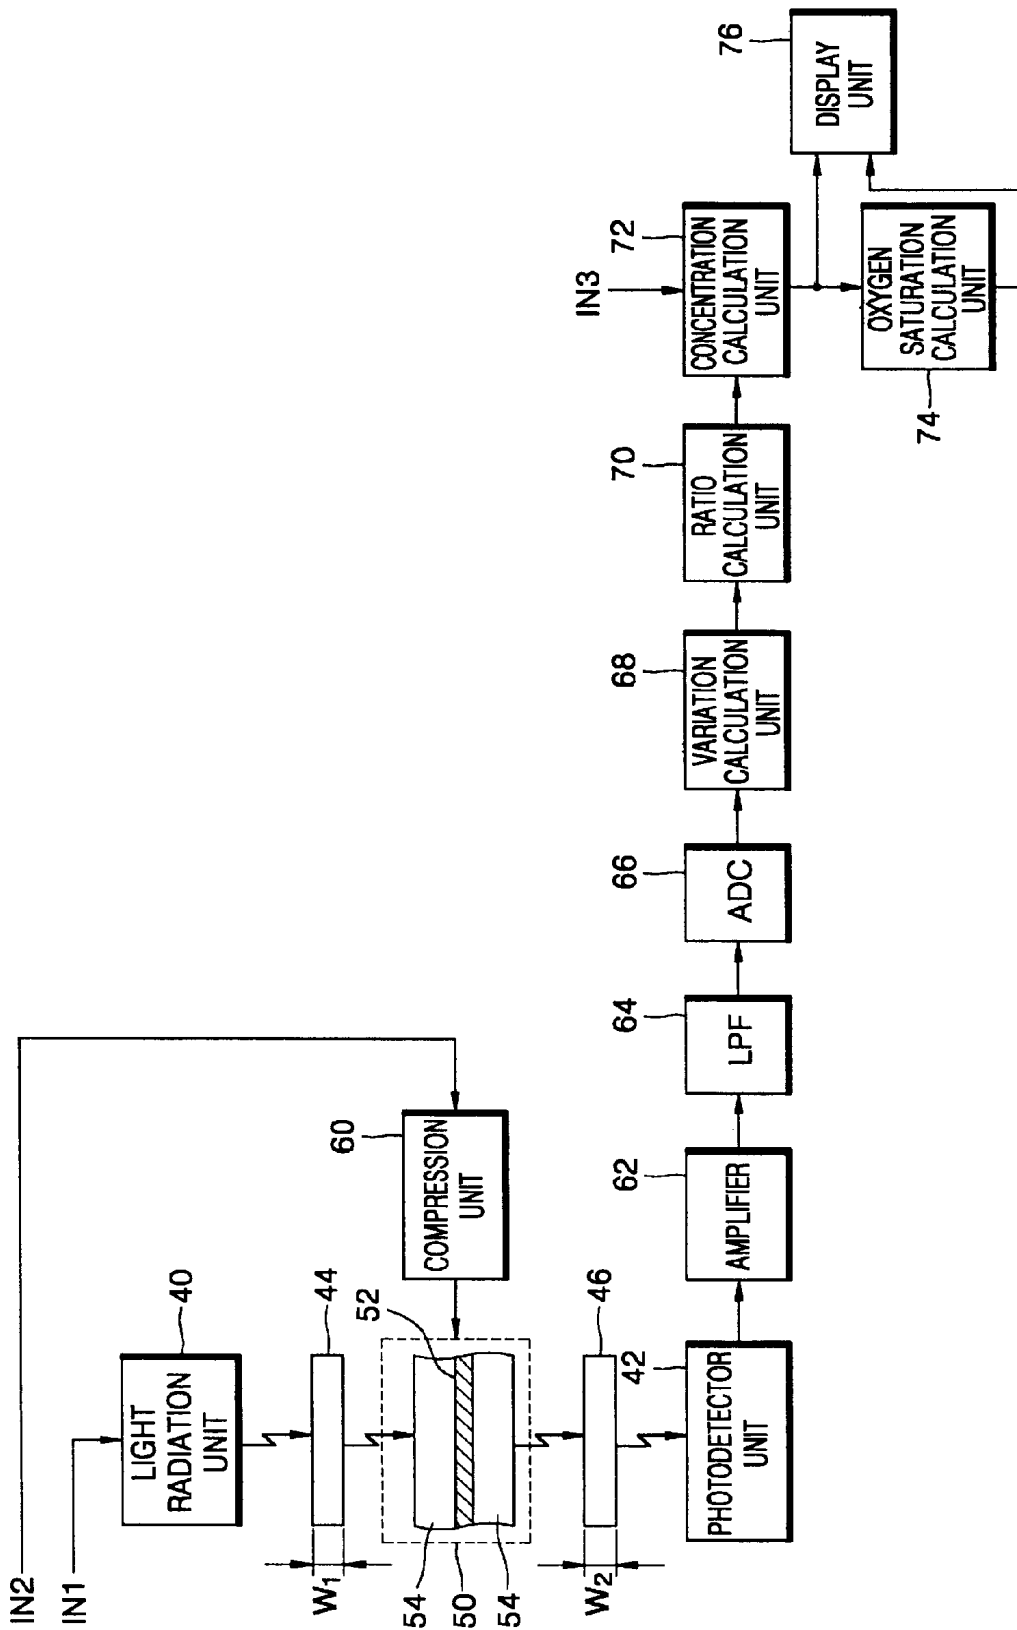 IN2
IN1
LIGHT
RADIATION
UNIT
40
W1
44
54
50
54
52
COMPRESSION
UNIT
60
W2
46
PHOTODETECTOR
UNIT
42
AMPLIFIER
62
LPF
64
ADC
66
VARIATION
CALCULATION
UNIT
68
RATIO
CALCULATION
UNIT
70
IN3
CONCENTRATION
CALCULATION
UNIT
72
OXYGEN
SATURATION
CALCULATION
UNIT
74
DISPLAY
UNIT
76